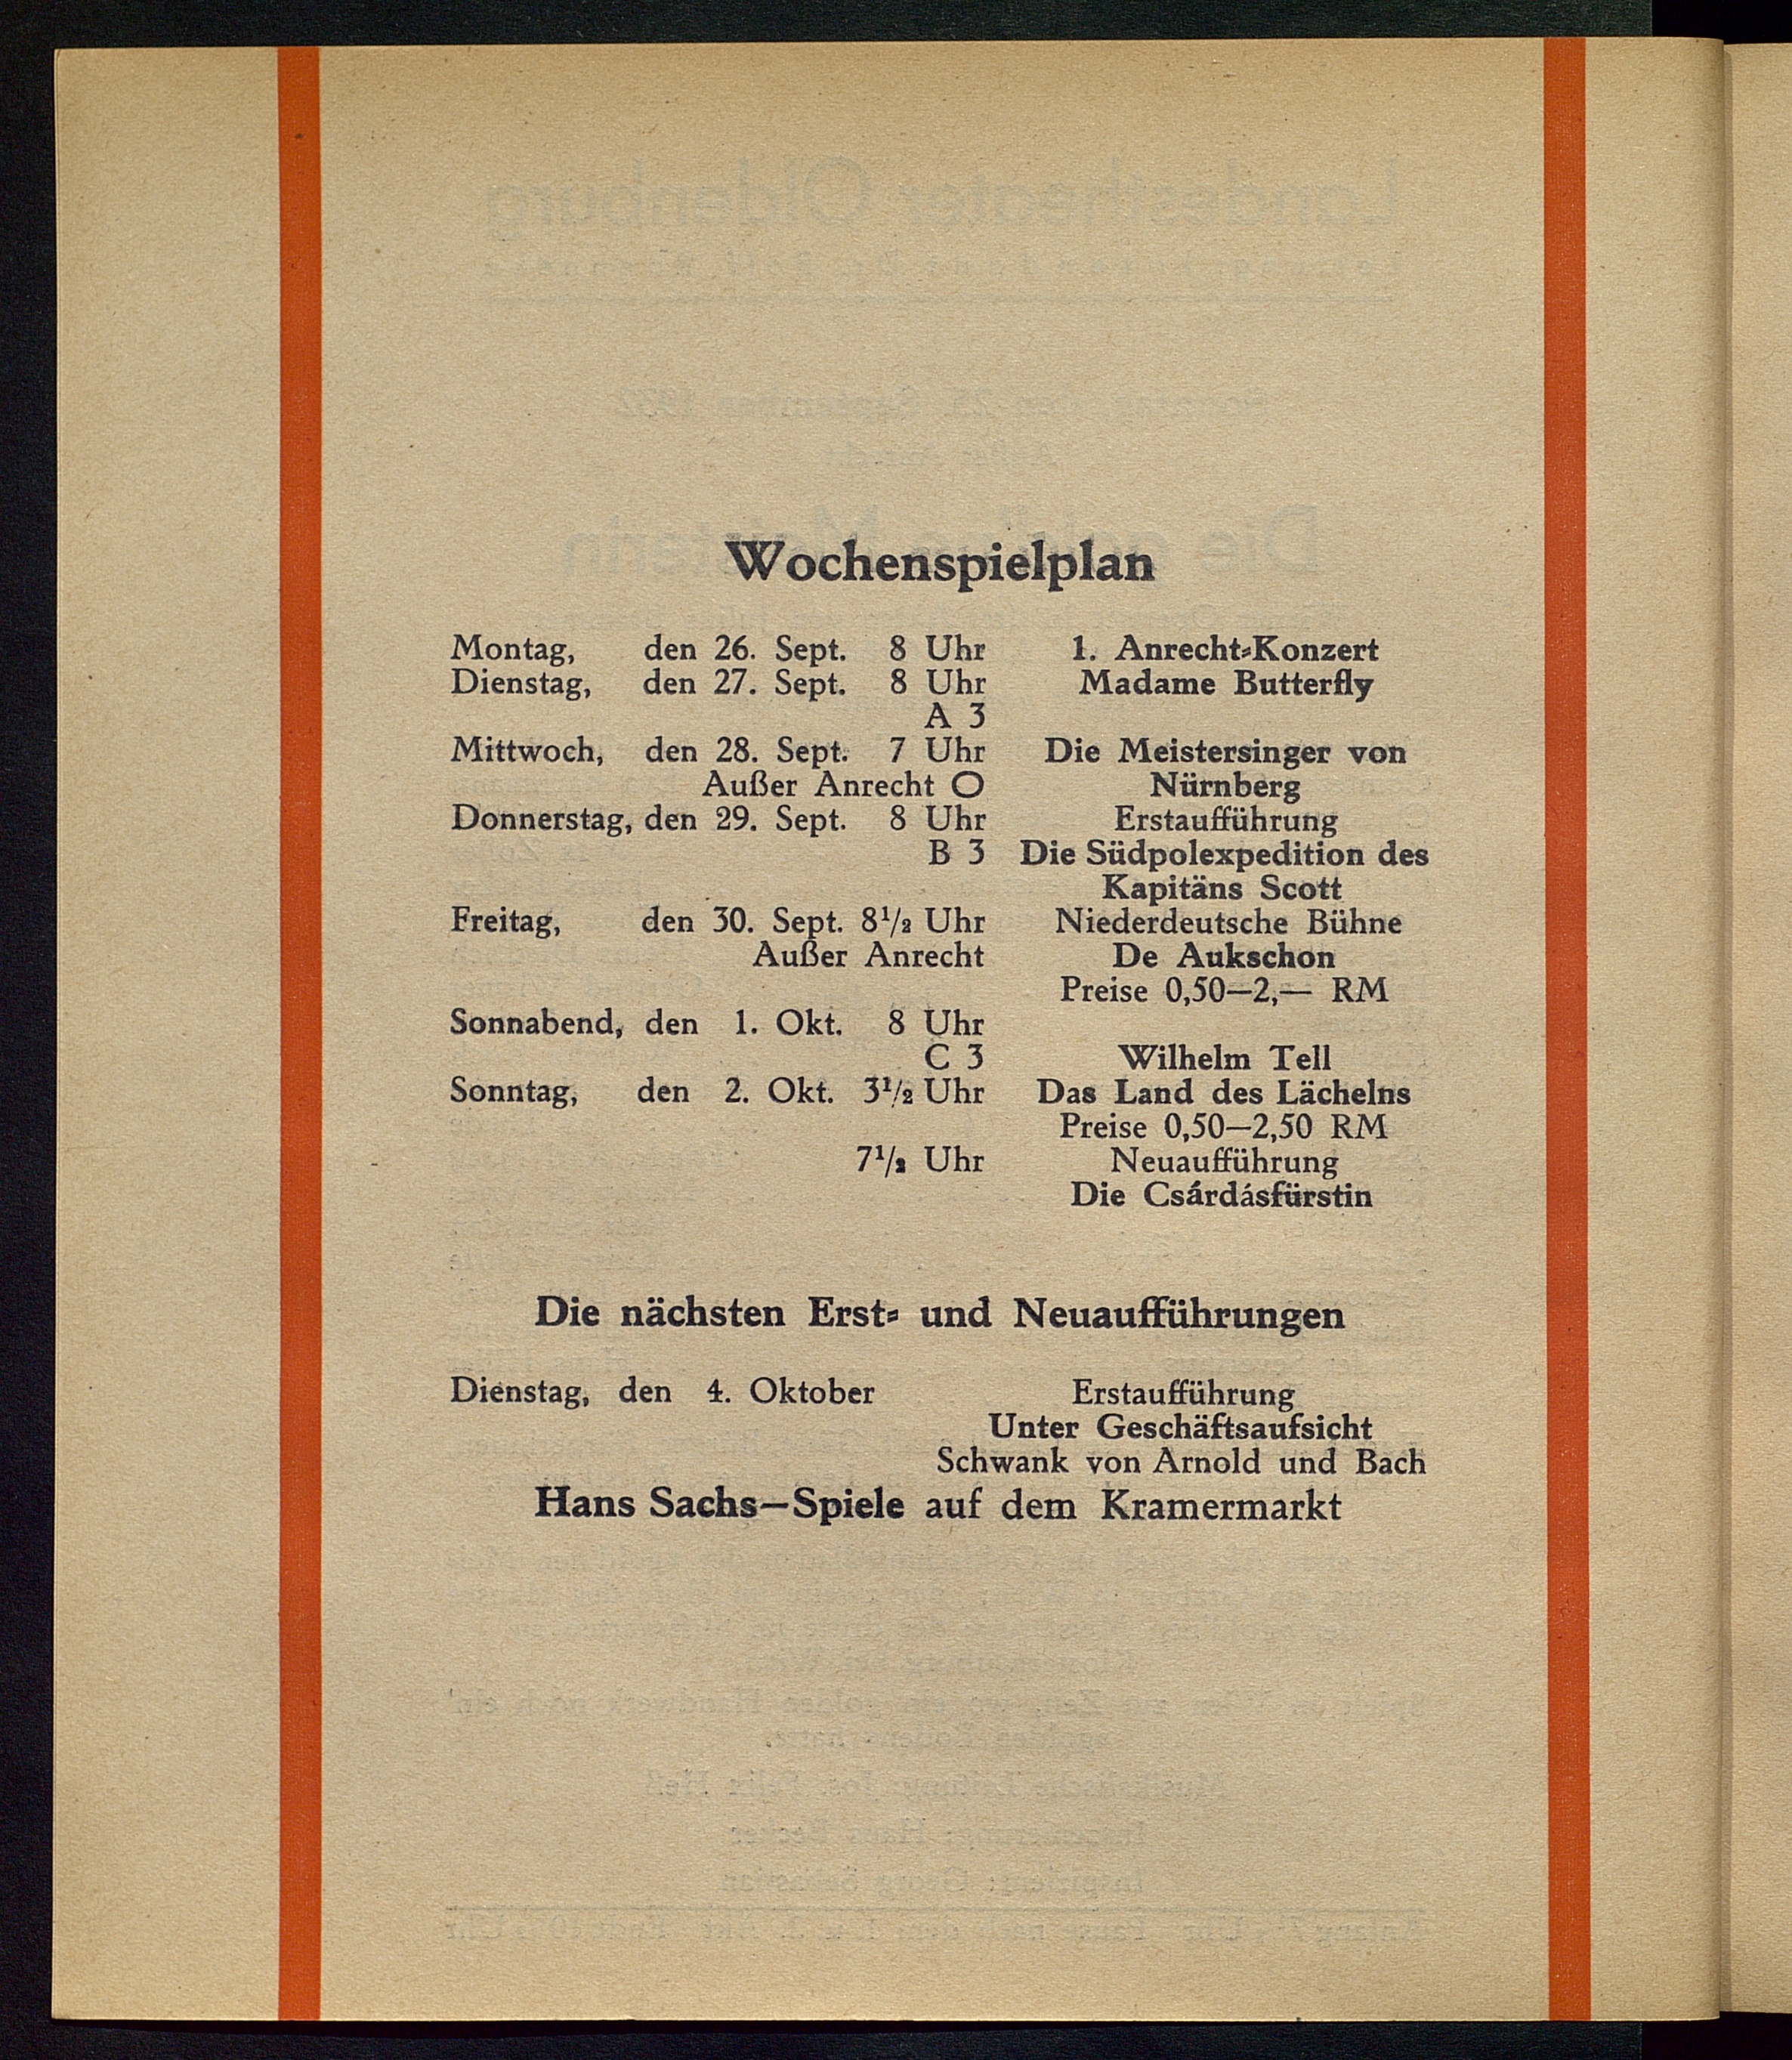 Wochenspielplan
Montag, den 26. Sept. 8 Uhr 1. Anrecht-Konzert
Dienstag, den 27. Sept. 8 Uhr Madame Butterfly
A 3
Mittwoch, den 28. Sept. 7 Uhr Die Meistersinger von
Außer Anrecht O Nürnberg
Donnerstag, den 29. Sept. 8 Uhr Erstaufführung
B 3 Die Südpolexpedition des
Kapitäns Scott
Freitag, den 30. Sept. 8½ Uhr Niederdeutsche Bühne
Außer Anrecht De Aukschon
Preise 0,50—2,— RM
Sonnabend, den 1. Okt. 8 Uhr
C 3 Wilhelm Tell
Sonntag, den 2. Okt. 3½ Uhr Das Land des Lächelns
Preise 0,50—2,50 RM
7½ Uhr Neuaufführung
Die Csárdásfürstin
Die nächsten Erst- und Neuaufführungen
Dienstag, den 4. Oktober Erstaufführung
Unter Geschäftsaufsicht
Schwank von Arnold und Bach
Hans Sachs—Spiele auf dem Kramermarkt